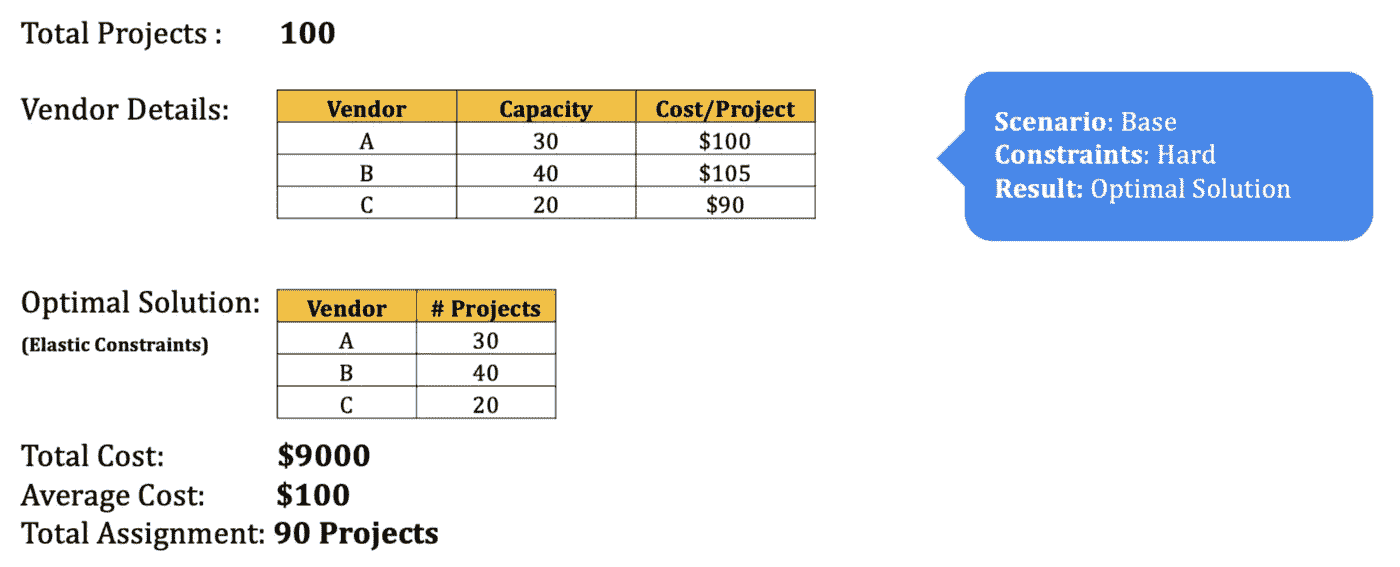 Total Projects : 100
Vendor Details:
Vendor Capacity Cost/Project
A 30 $100
B 40 $105
C 20 $90
Scenario: Base
Constraints: Hard
Result: Optimal Solution
Optimal Solution:
(Elastic Constraints)
Vendor # Projects
A 30
B 40
C 20
Total Cost: $9000
Average Cost: $100
Total Assignment: 90 Projects